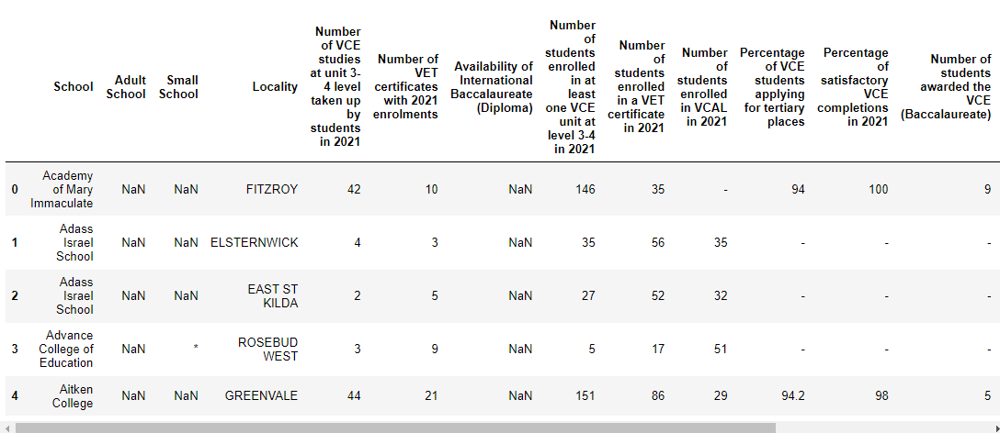 School Adult School Small School Locality Number of VCE studies at unit 3-4 level taken up by students in 2021 Number of VET certificates with 2021 enrolments Availability of International Baccalaureate (Diploma) Number of students enrolled in at least one VCE unit at level 3-4 in 2021 Number of students enrolled in a VET certificate in 2021 Number of students enrolled in VCAL in 2021 Percentage of VCE students applying for tertiary places Percentage of satisfactory VCE completions in 2021 Number of students awarded the VCE (Baccalaureate)
0 Academy of Mary Immaculate NaN NaN FITZROY 42 10 NaN 146 35 - 94 100 9
1 Adass Israel School NaN NaN ELSTERNWICK 4 3 NaN 35 56 35 - - -
2 Adass Israel School NaN NaN EAST ST KILDA 2 5 NaN 27 52 32 - - -
3 Advance College of Education NaN * ROSEBUD WEST 3 9 NaN 5 17 51 - - -
4 Aitken College NaN NaN GREENVALE 44 21 NaN 151 86 29 94.2 98 5